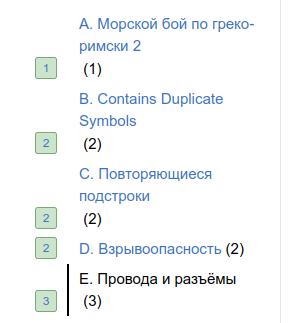 A. Морской бой по греко-
римски 2
1 (1)
B. Contains Duplicate
Symbols
2 (2)
C. Повторяющиеся
подстроки
2 (2)
2 D. Взрывоопасность (2)
E. Провода и разъёмы
3 (3)